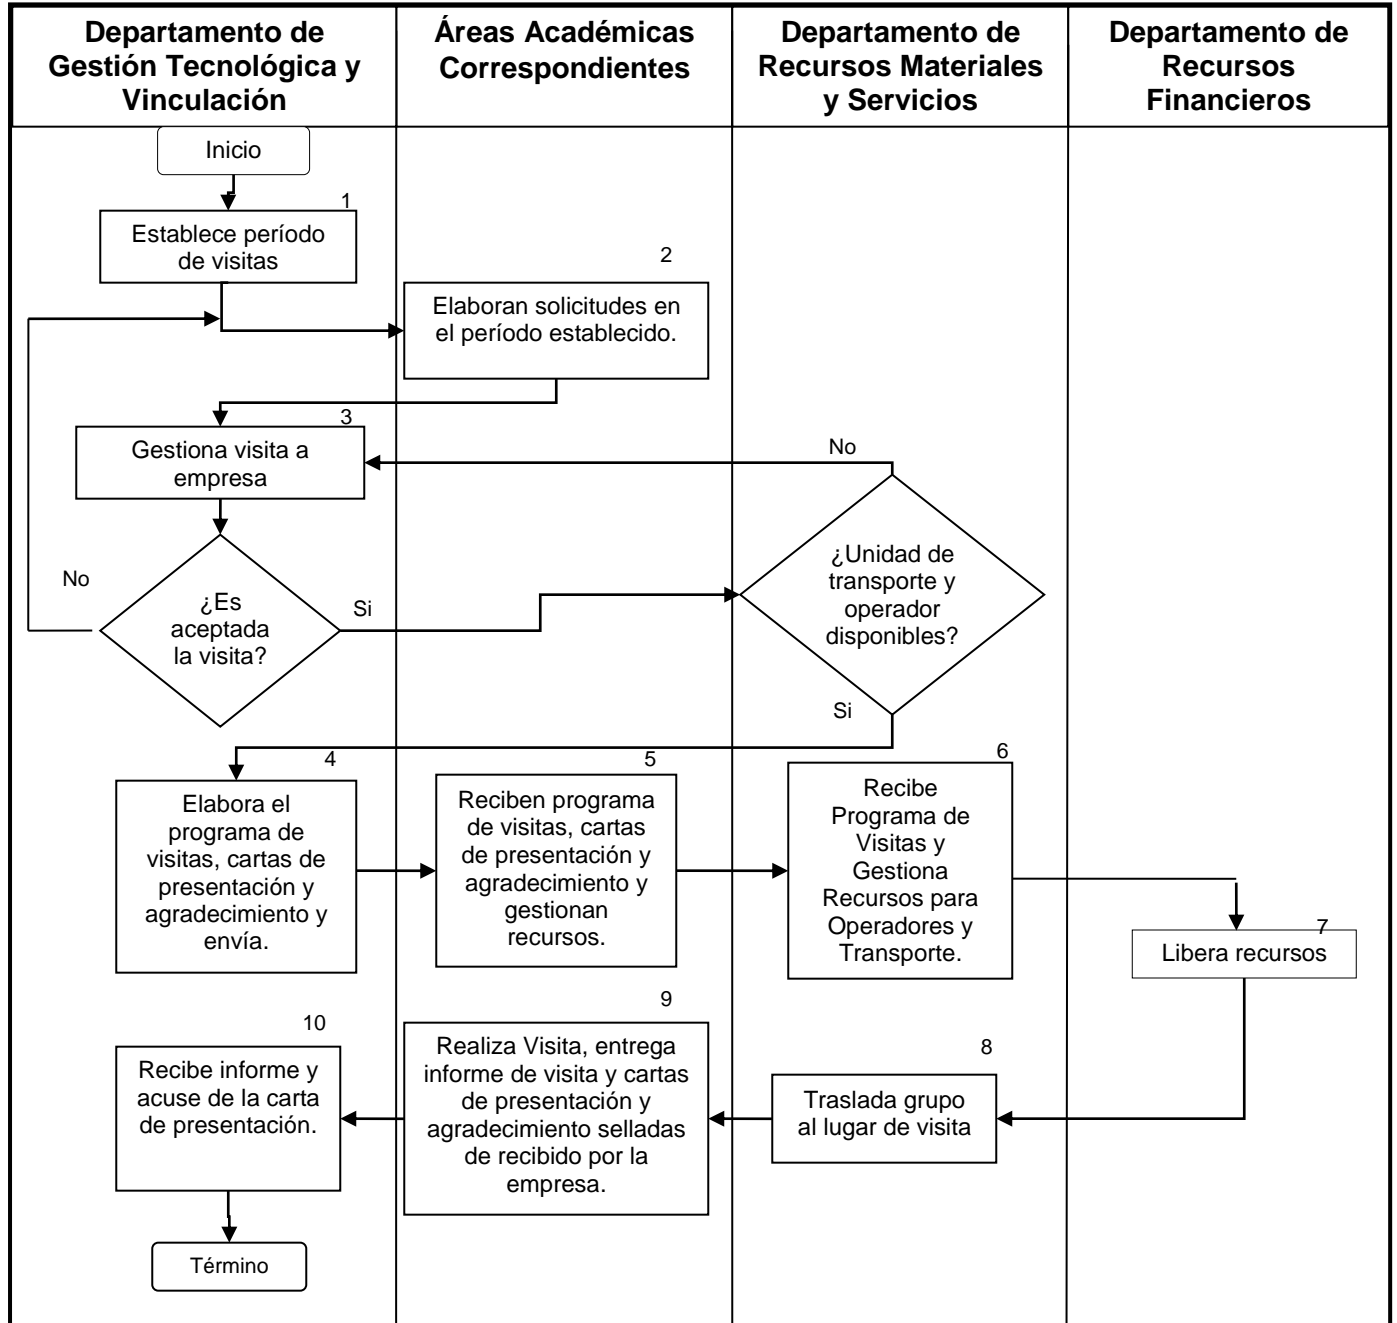 Departamento de
Gestión Tecnológica y
Vinculación
Áreas Académicas
Correspondientes
Departamento de
Recursos Materiales
y Servicios
Departamento de
Recursos
Financieros
Inicio
1
Establece período
de visitas
2
Elaboran solicitudes en
el período establecido.
3
Gestiona visita a
empresa
No
¿Es
aceptada
la visita?
Si
No
¿Unidad de
transporte y
operador
disponibles?
Si
4
Elabora el
programa de
visitas, cartas de
presentación y
agradecimiento y
envía.
5
Reciben programa
de visitas, cartas
de presentación y
agradecimiento y
gestionan
recursos.
6
Recibe
Programa de
Visitas y
Gestiona
Recursos para
Operadores y
Transporte.
7
Libera recursos
8
Traslada grupo
al lugar de visita
9
Realiza Visita, entrega
informe de visita y cartas
de presentación y
agradecimiento selladas
de recibido por la
empresa.
10
Recibe informe y
acuse de la carta
de presentación.
Término